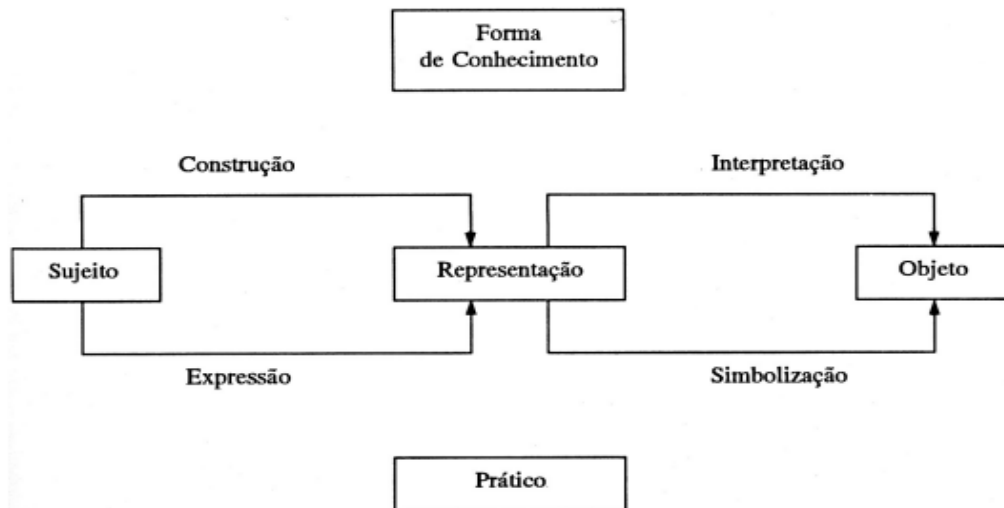 Forma
de Conhecimento
Construção
Interpretação
Sujeito
Representação
Objeto
Expressão
Simbolização
Prático